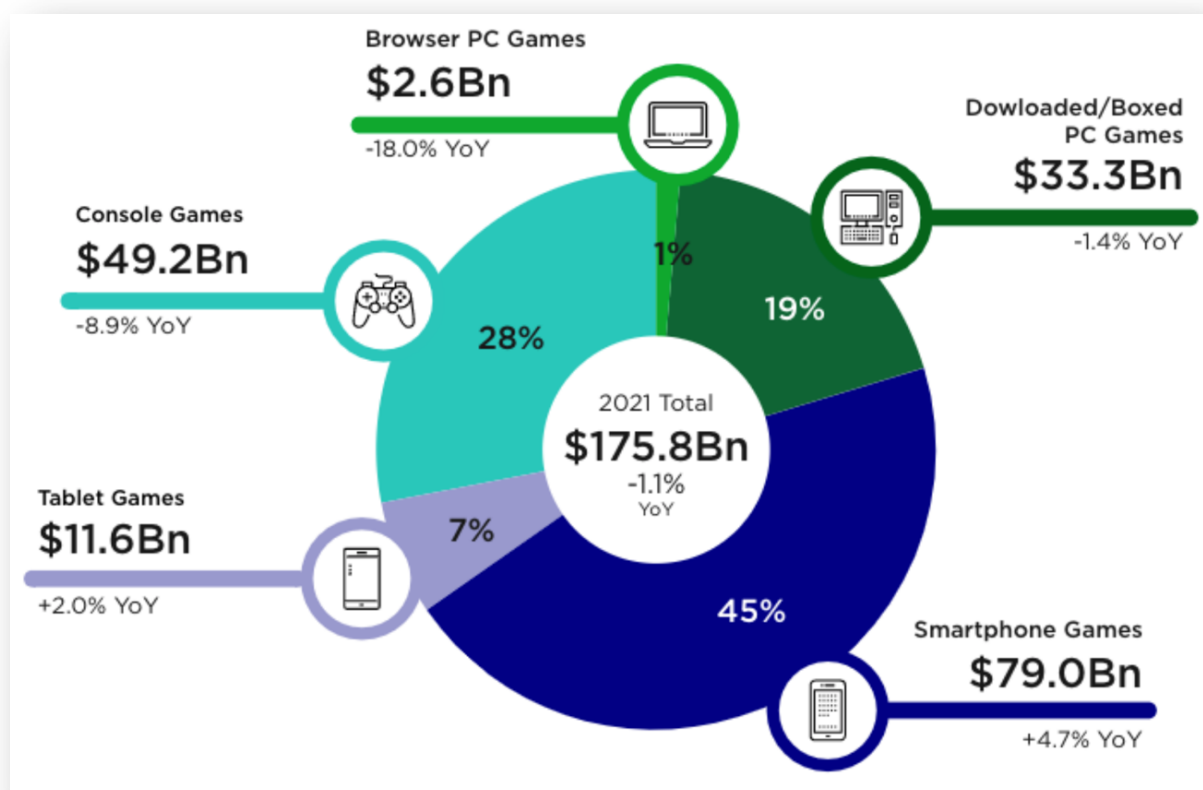 Browser PC Games
$2.6Bn
-18.0% YoY
Dowloaded/Boxed
PC Games
$33.3Bn
-1.4% YoY
Console Games
$49.2Bn
-8.9% YoY
1%
19%
28%
2021 Total
$175.8Bn
-1.1%
YoY
Tablet Games
$11.6Bn
+2.0% YoY
7%
45%
Smartphone Games
$79.0Bn
+4.7% YoY